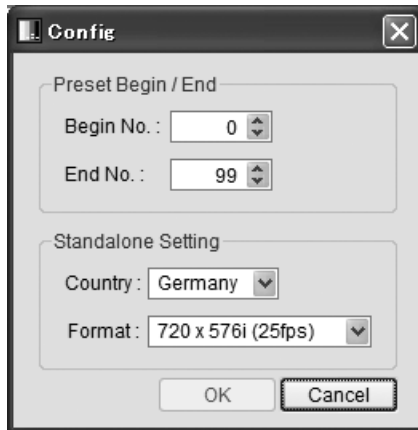 Config
Preset Begin / End
Begin No. : 0
End No. : 99
Standalone Setting
Country : Germany
Format : 720 x 576i (25fps)
OK Cancel